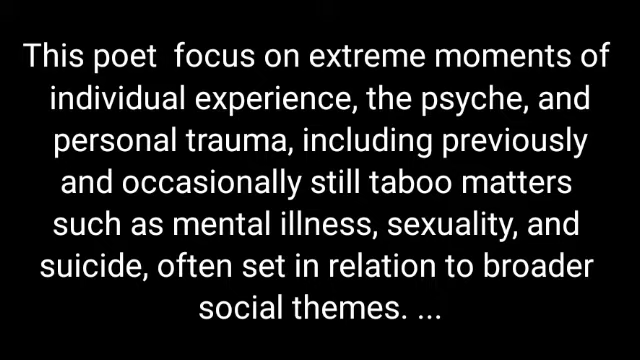 This poet  focus on extreme moments of
individual experience, the psyche, and
personal trauma, including previously
and occasionally still taboo matters
such as mental illness, sexuality, and
suicide, often set in relation to broader
social themes. ...